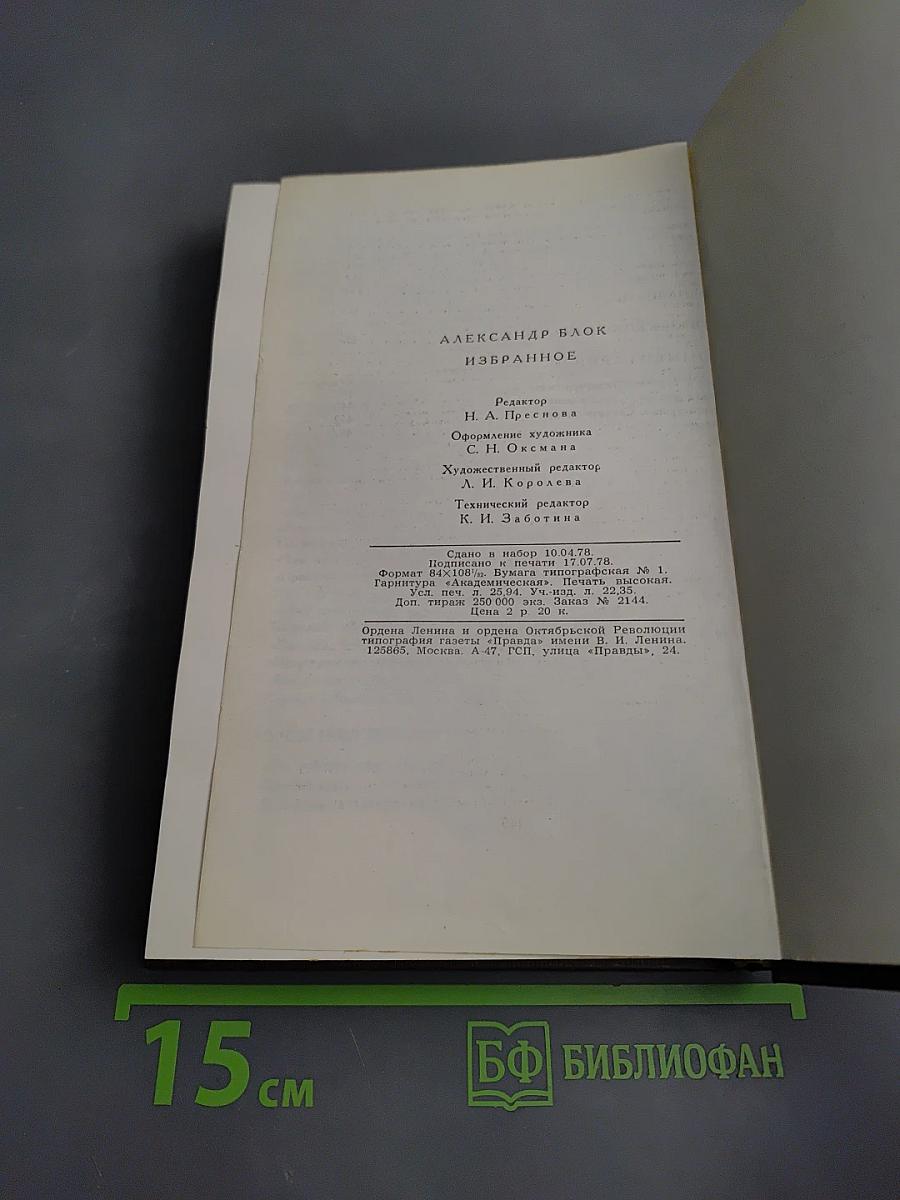 АЛЕКСАНДР БЛОК
ИЗБРАННОЕ
Редактор
Н. А. Преснова
Оформление художника
С. Н. Оксмана
Художественный редактор
Л. И. Королева
Технический редактор
К. И. Заботина
Сдано в набор 10.04.78.
Подписано к печати 17.07.78.
Формат 84×108¹/₃₂. Бумага типографская № 1.
Гарнитура «Академическая». Печать высокая.
Усл. печ. л. 25,94. Уч.-изд. л. 22,35.
Доп. тираж 250 000 экз. Заказ № 2144.
Цена 2 р. 20 к.
Ордена Ленина и ордена Октябрьской Революции
типография газеты «Правда» имени В. И. Ленина.
125865, Москва. А-47, ГСП, улица «Правды», 24.
15 см
БФ БИБЛИОФАН